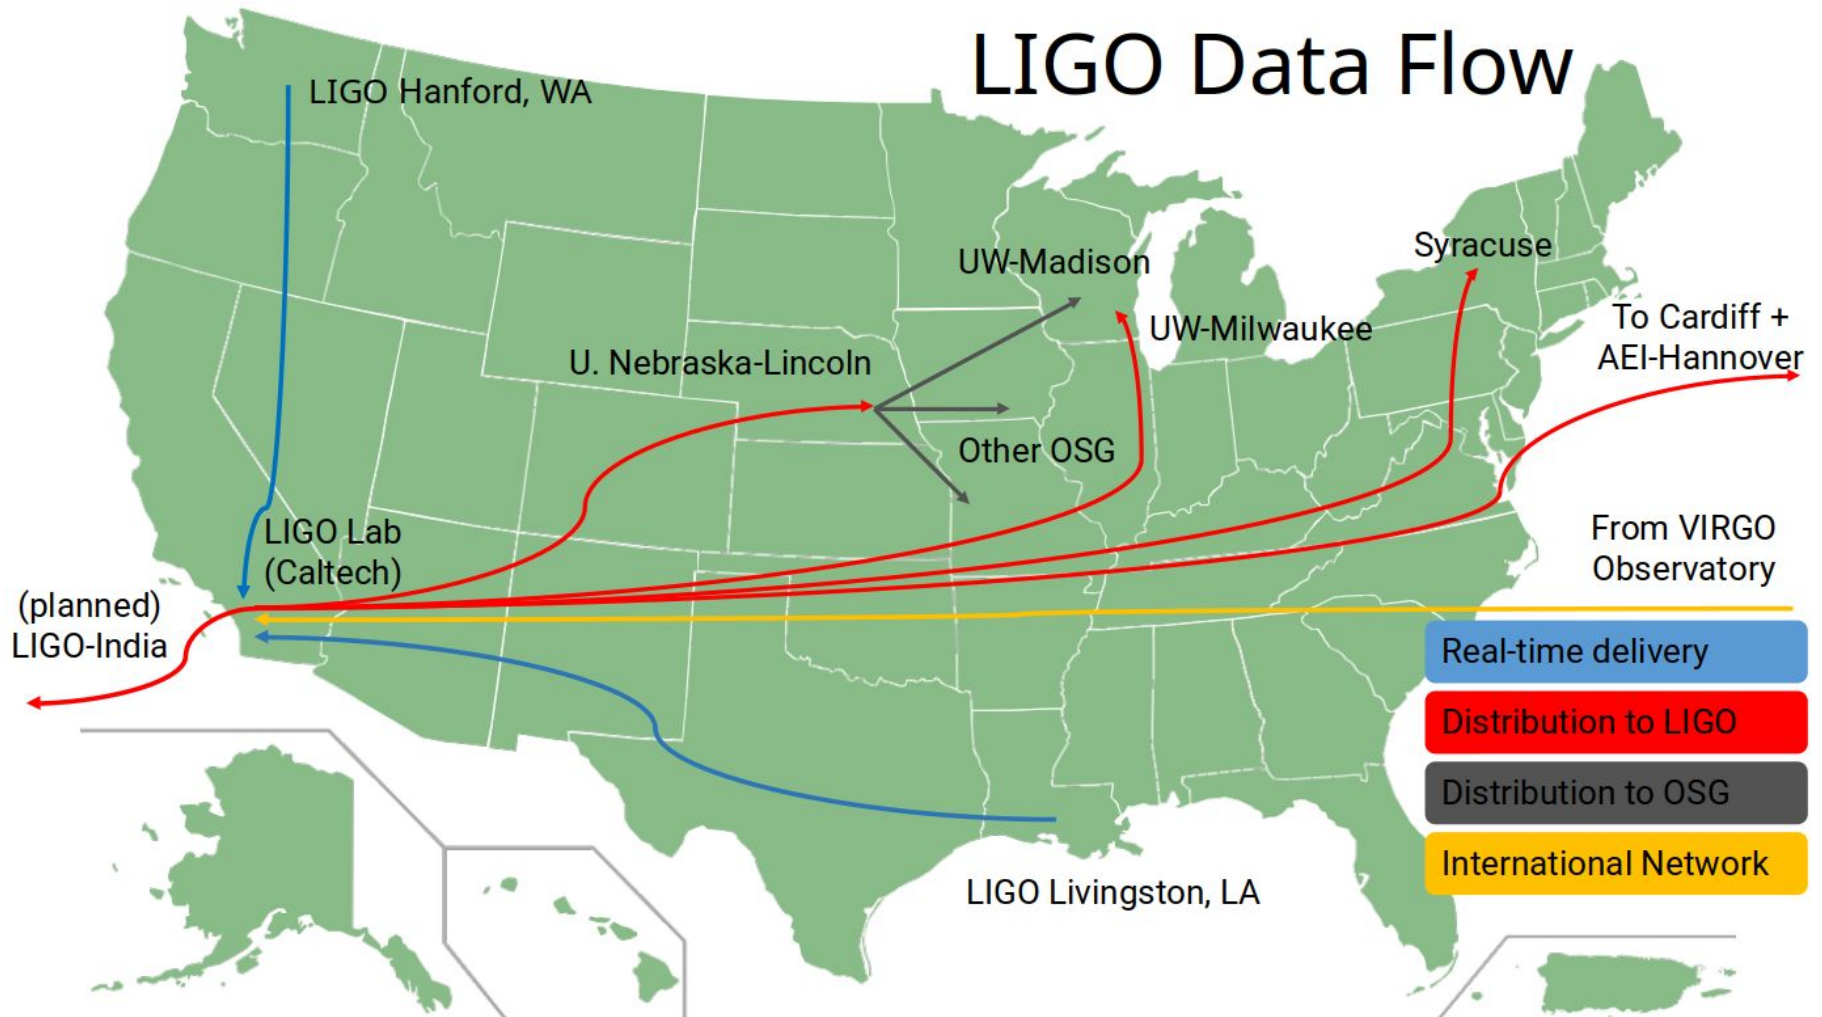 LIGO Data Flow
LIGO Hanford, WA
UW-Madison
Syracuse
UW-Milwaukee
To Cardiff +
AEI-Hannover
U. Nebraska-Lincoln
Other OSG
LIGO Lab
(Caltech)
From VIRGO
Observatory
(planned)
LIGO-India
Real-time delivery
Distribution to LIGO
Distribution to OSG
International Network
LIGO Livingston, LA